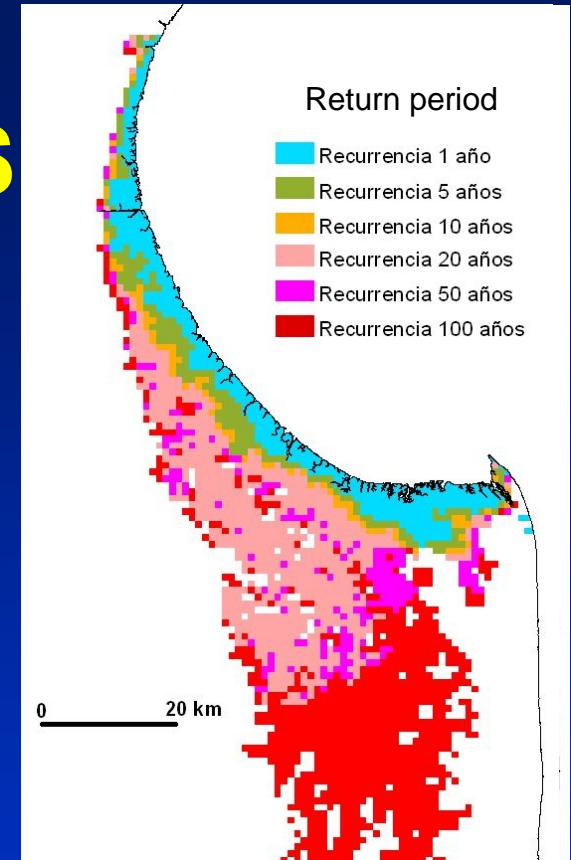 S
Return period
Recurrencia 1 año
Recurrencia 5 años
Recurrencia 10 años
Recurrencia 20 años
Recurrencia 50 años
Recurrencia 100 años
0 20 km